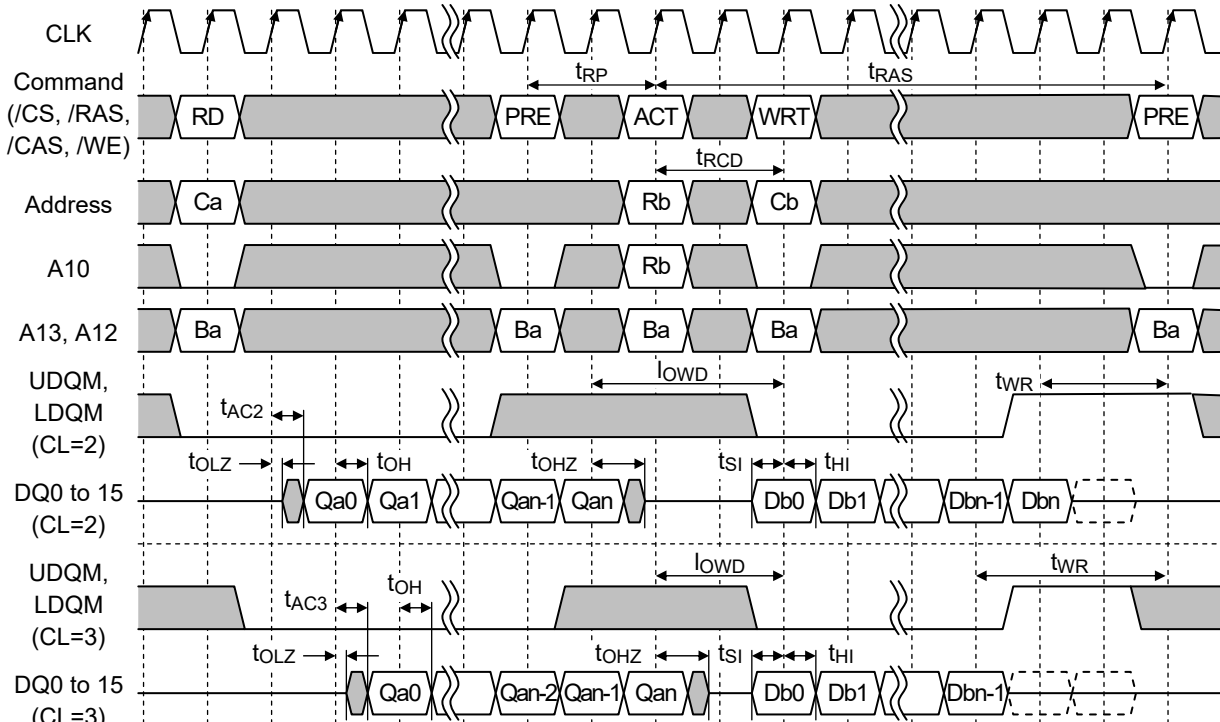 CLK
Command
(/CS, /RAS,
/CAS, /WE)
tRP tRAS
RD PRE ACT WRT PRE
tRCD
Address Ca Rb Cb
A10 Rb
A13, A12 Ba Ba Ba Ba Ba
UDQM,
LDQM
(CL=2)
tAC2 lOWD tWR
tOLZ tOH tOHZ tSI tHI
DQ0 to 15
(CL=2)
Qa0 Qa1 Qan-1 Qan Db0 Db1 Dbn-1 Dbn
UDQM,
LDQM
(CL=3)
tAC3 tOH lOWD tWR
tOLZ tOHZ tSI tHI
DQ0 to 15
(CL=3)
Qa0 Qan-2 Qan-1 Qan Db0 Db1 Dbn-1